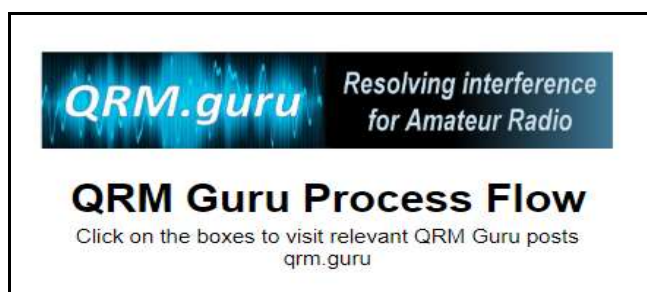 QRM.guru
Resolving interference
for Amateur Radio
QRM Guru Process Flow
Click on the boxes to visit relevant QRM Guru posts
qrm.guru